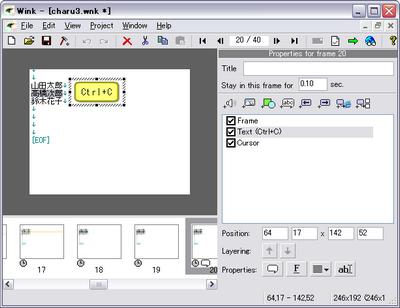 Wink - [charu3.wnk *]
File Edit View Project Window Help
20 / 40
Properties for frame 20
Title
Stay in this frame for 0.10 sec.
山田太郎↓
高橋次郎↓
鈴木花子↓
Ctrl+C
[EOF]
Frame
Text (Ctrl+C)
Cursor
Position: 64 17 x 142 52
Layering:
Properties: F ab
17 18 19 20
64,17 - 142,52 246x192 (246x1